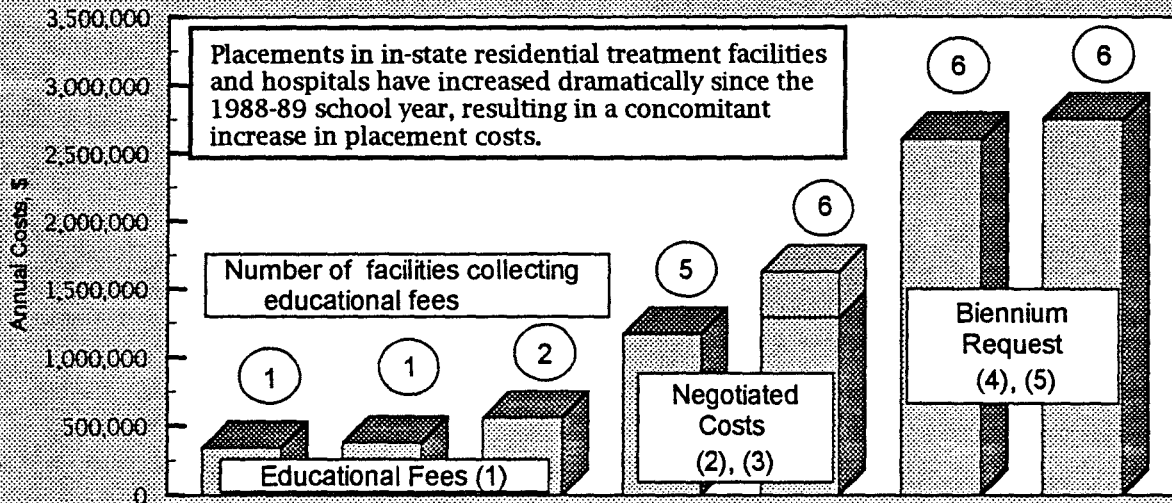 3,500,000
Placements in in-state residential treatment facilities
and hospitals have increased dramatically since the
1988-89 school year, resulting in a concomitant
increase in placement costs.
3,000,000
2,500,000
2,000,000
1,500,000
1,000,000
500,000
0
Annual Costs, $
Number of facilities collecting
educational fees
1
1
2
5
6
6
6
Educational Fees (1)
Negotiated
Costs
(2), (3)
Biennium
Request
(4), (5)